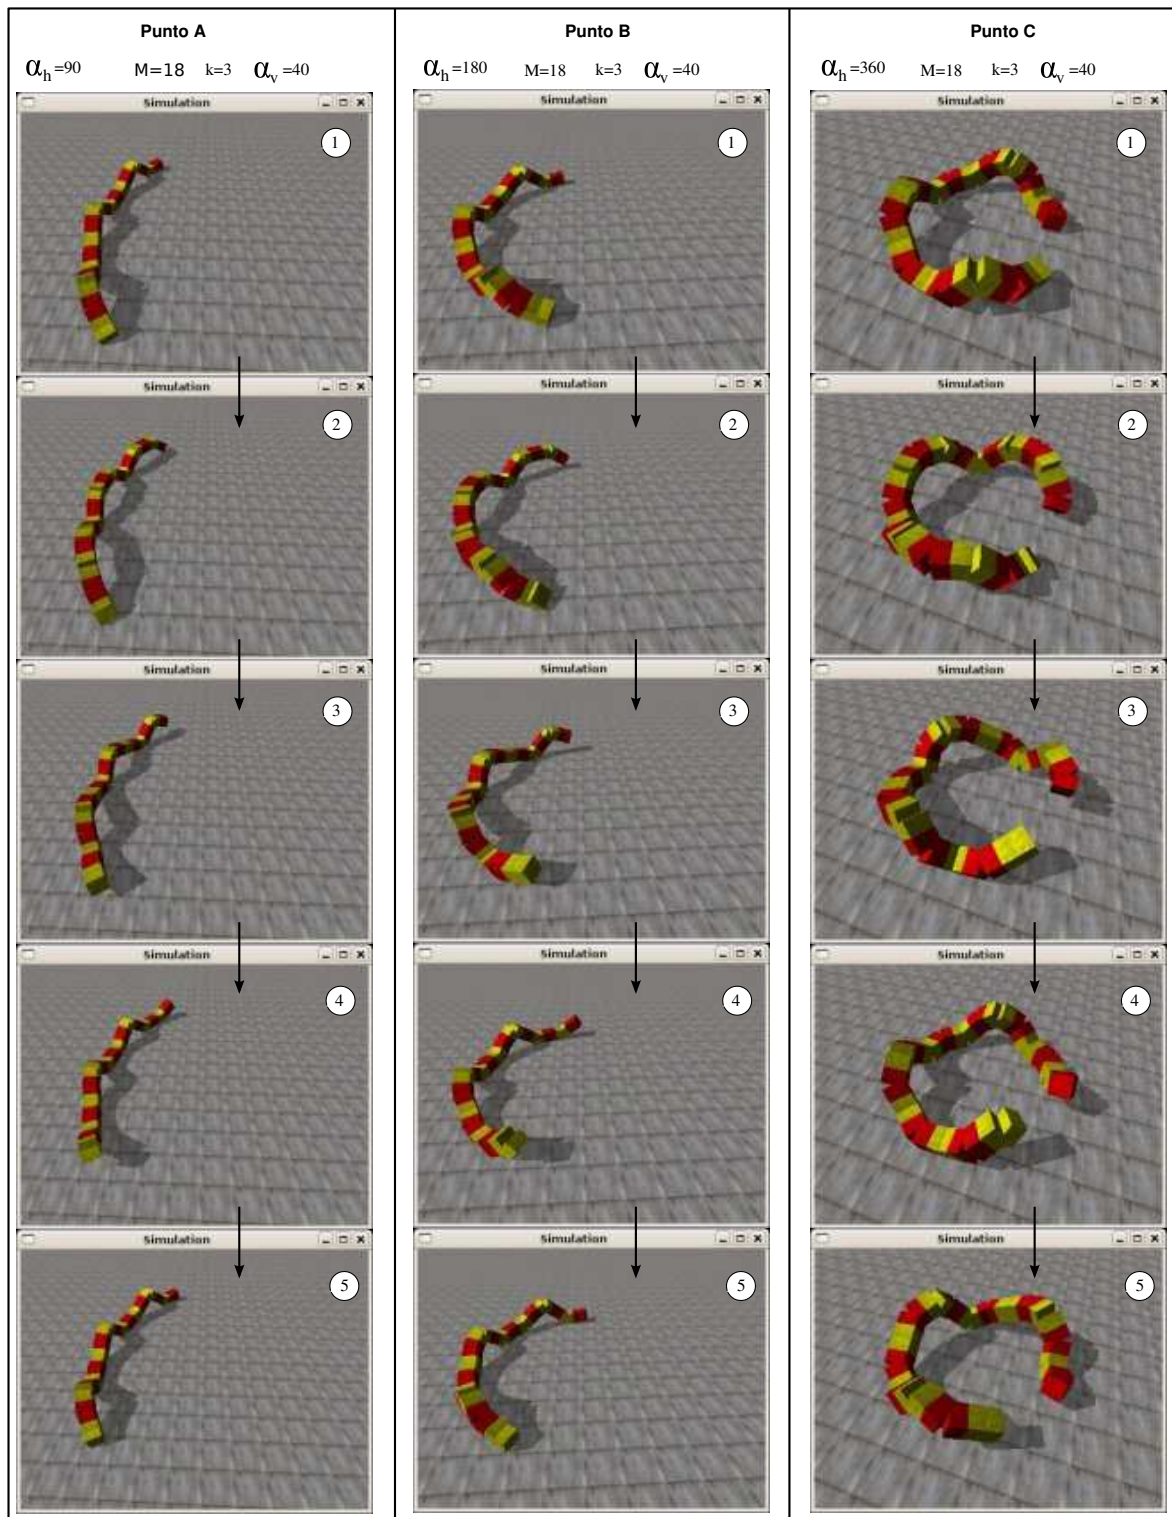 Punto A
αh=90 M=18 k=3 αv=40
Simulation
1
Simulation
2
Simulation
3
Simulation
4
Simulation
5
Punto B
αh=180 M=18 k=3 αv=40
Simulation
1
Simulation
2
Simulation
3
Simulation
4
Simulation
5
Punto C
αh=360 M=18 k=3 αv=40
Simulation
1
Simulation
2
Simulation
3
Simulation
4
Simulation
5